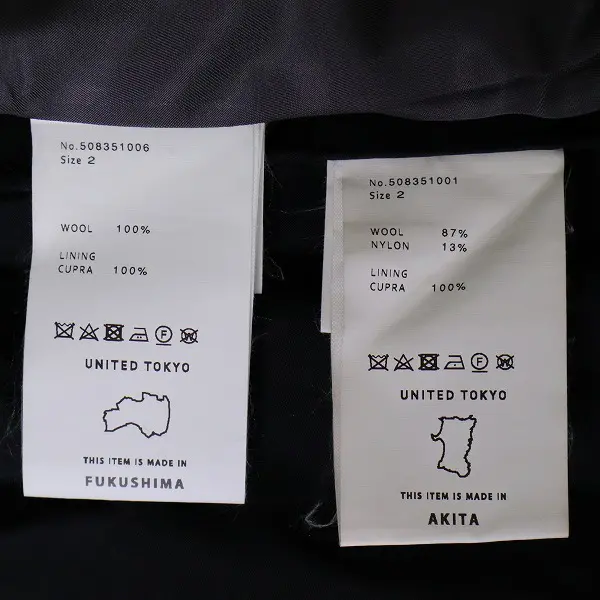 No.508351006
Size 2
WOOL 100%
LINING
CUPRA 100%
UNITED TOKYO
THIS ITEM IS MADE IN
FUKUSHIMA
No.508351001
Size 2
WOOL 87%
NYLON 13%
LINING
CUPRA 100%
UNITED TOKYO
THIS ITEM IS MADE IN
AKITA